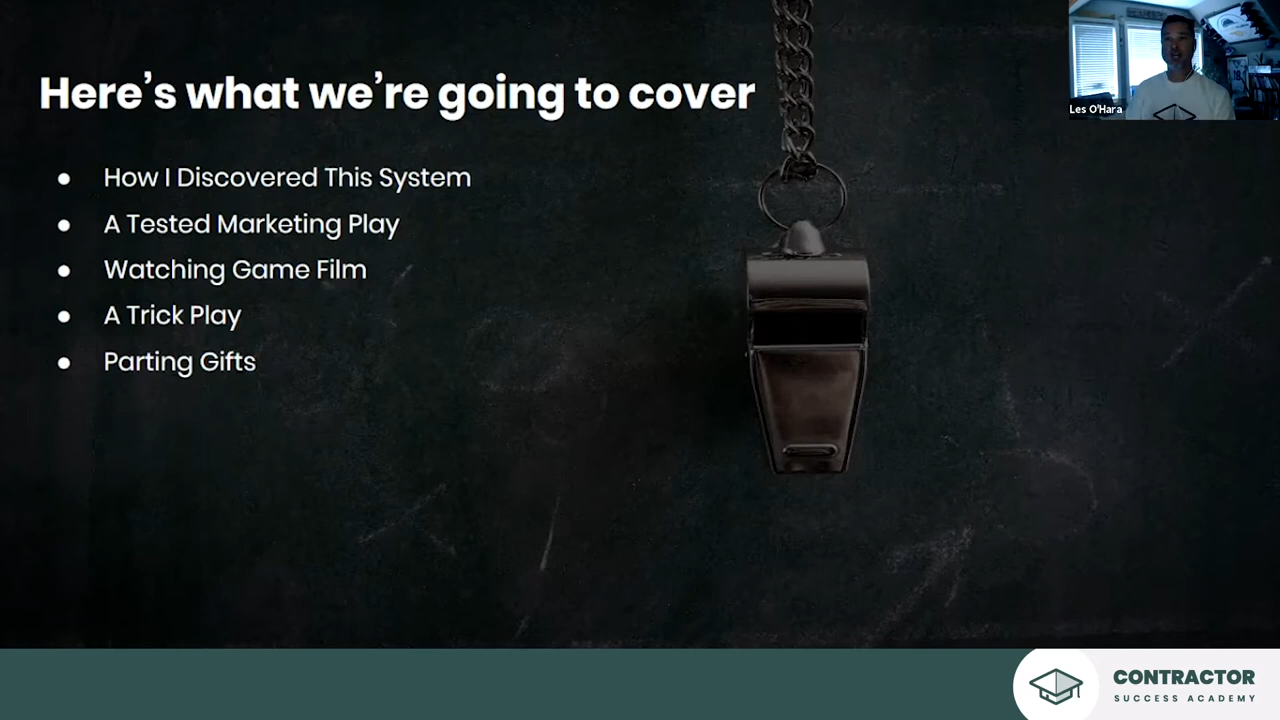 Here’s what we’re going to cover
● How I Discovered This System
● A Tested Marketing Play
● Watching Game Film
● A Trick Play
● Parting Gifts
Les O'Hara
CONTRACTOR
SUCCESS ACADEMY